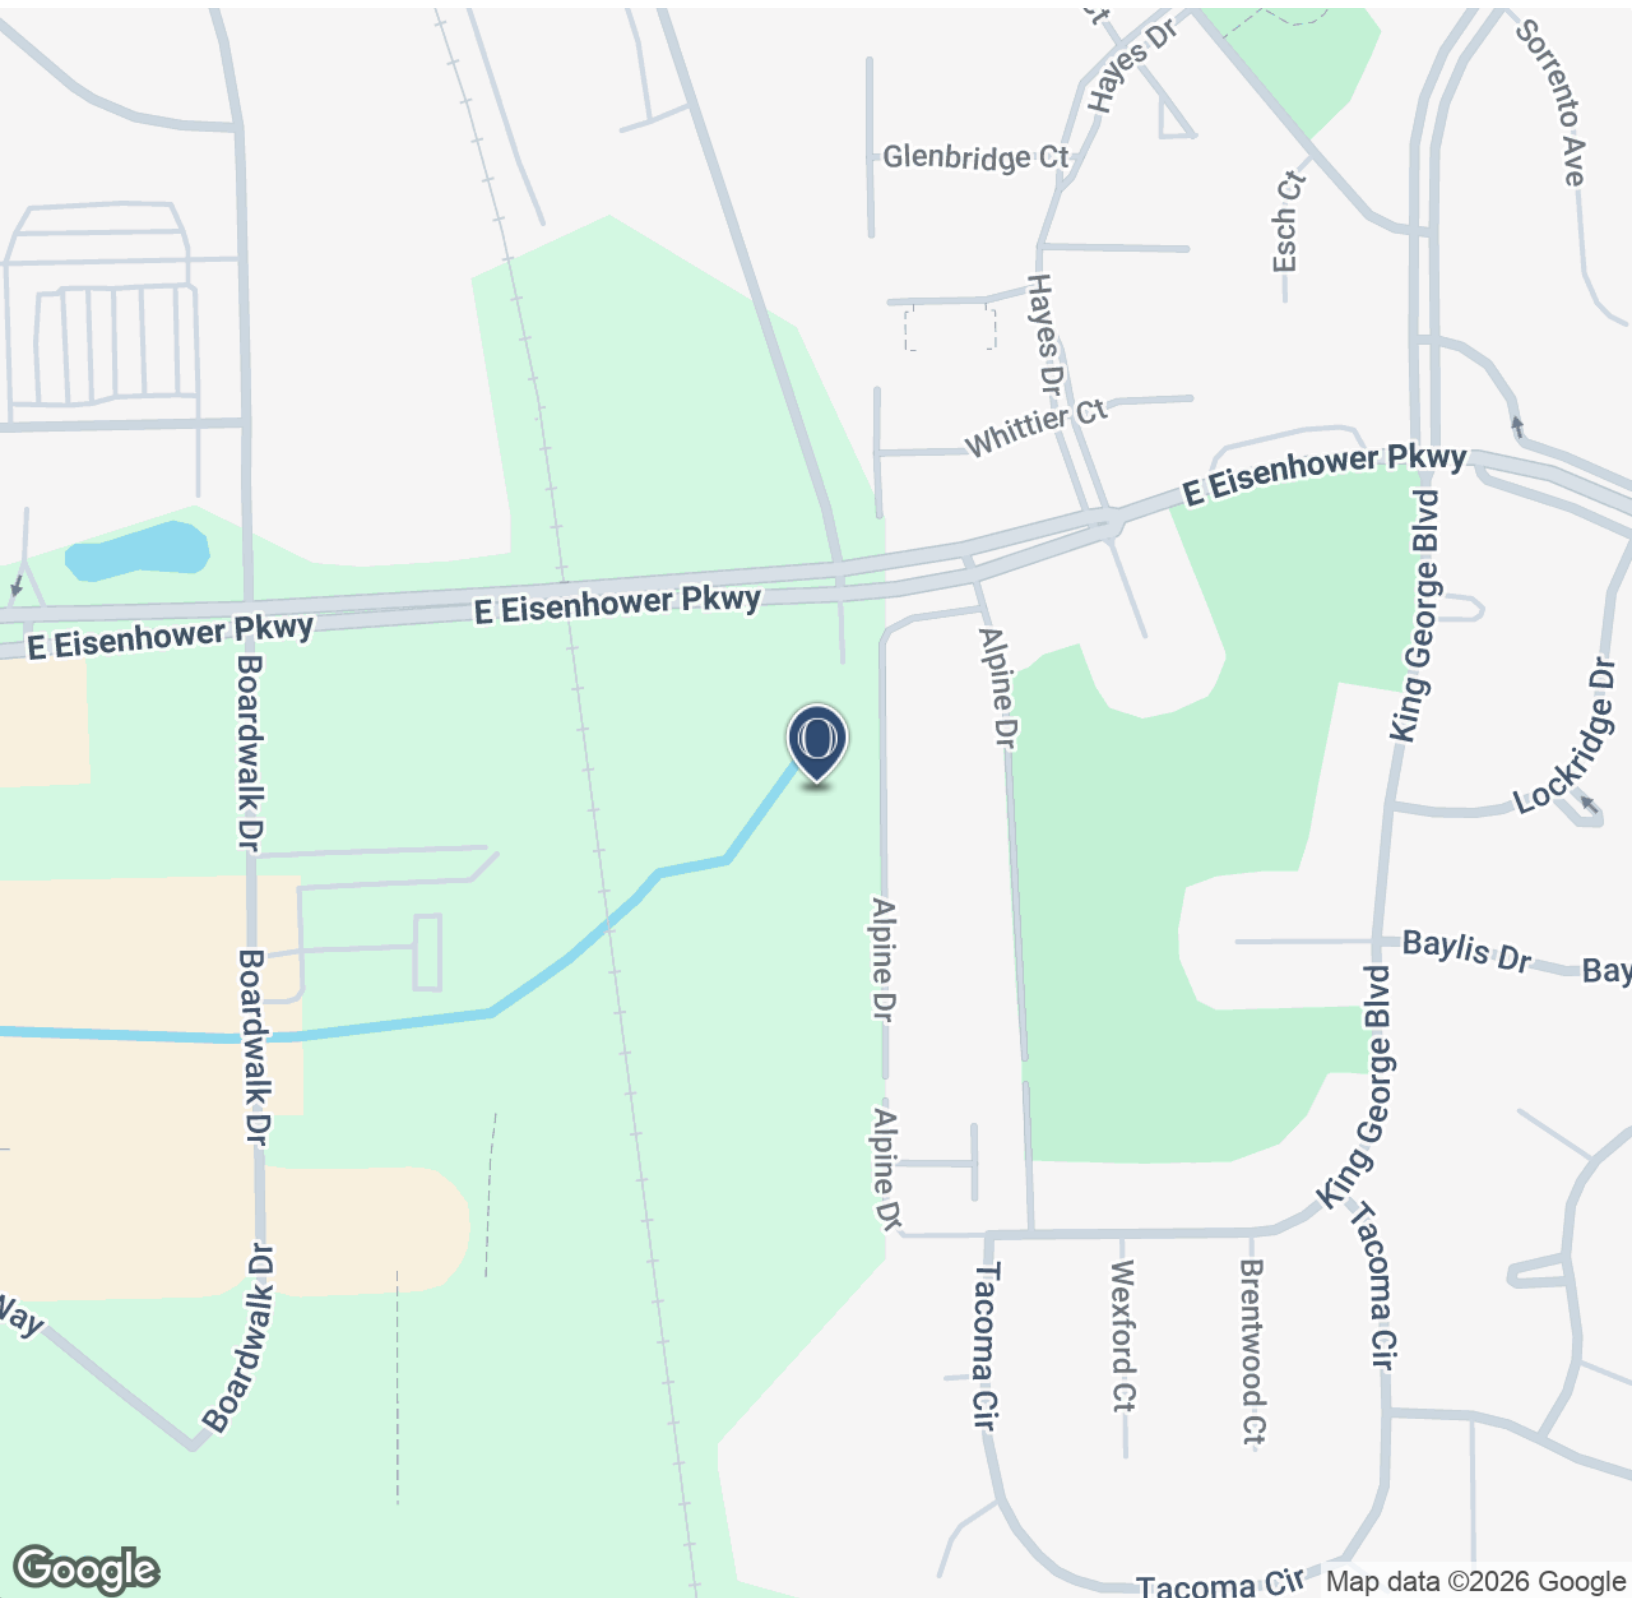 Ct
Hayes Dr
Sorrento Ave
Glenbridge Ct
Esch Ct
Hayes Dr
Whittier Ct
E Eisenhower Pkwy
King George Blvd
E Eisenhower Pkwy
E Eisenhower Pkwy
Alpine Dr
Boardwalk Dr
Lockridge Dr
Alpine Dr
Baylis Dr
Bay
Boardwalk Dr
King George Blvd
Alpine Dr
Tacoma Cir
Boardwalk Dr
Way
Tacoma Cir
Wexford Ct
Brentwood Ct
Google
Tacoma Cir
Map data ©2026 Google